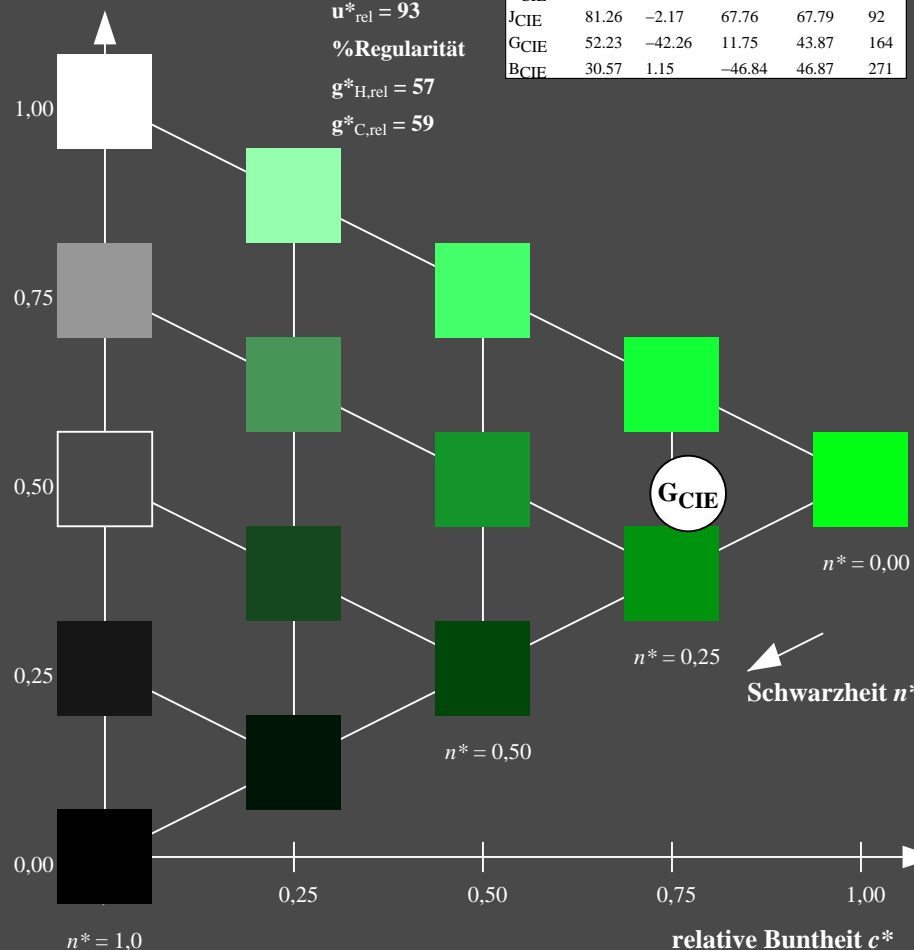 u*rel = 93
%Regularität
g*H,rel = 57
g*C,rel = 59
CIE
JCIE 81.26 −2.17 67.76 67.79 92
GCIE 52.23 −42.26 11.75 43.87 164
BCIE 30.57 1.15 −46.84 46.87 271
1,00
0,75
0,50
0,25
0,00
GCIE
n* = 0,00
n* = 0,25
Schwarzheit n*
n* = 0,50
0,25 0,50 0,75 1,00
n* = 1,0
relative Buntheit c*